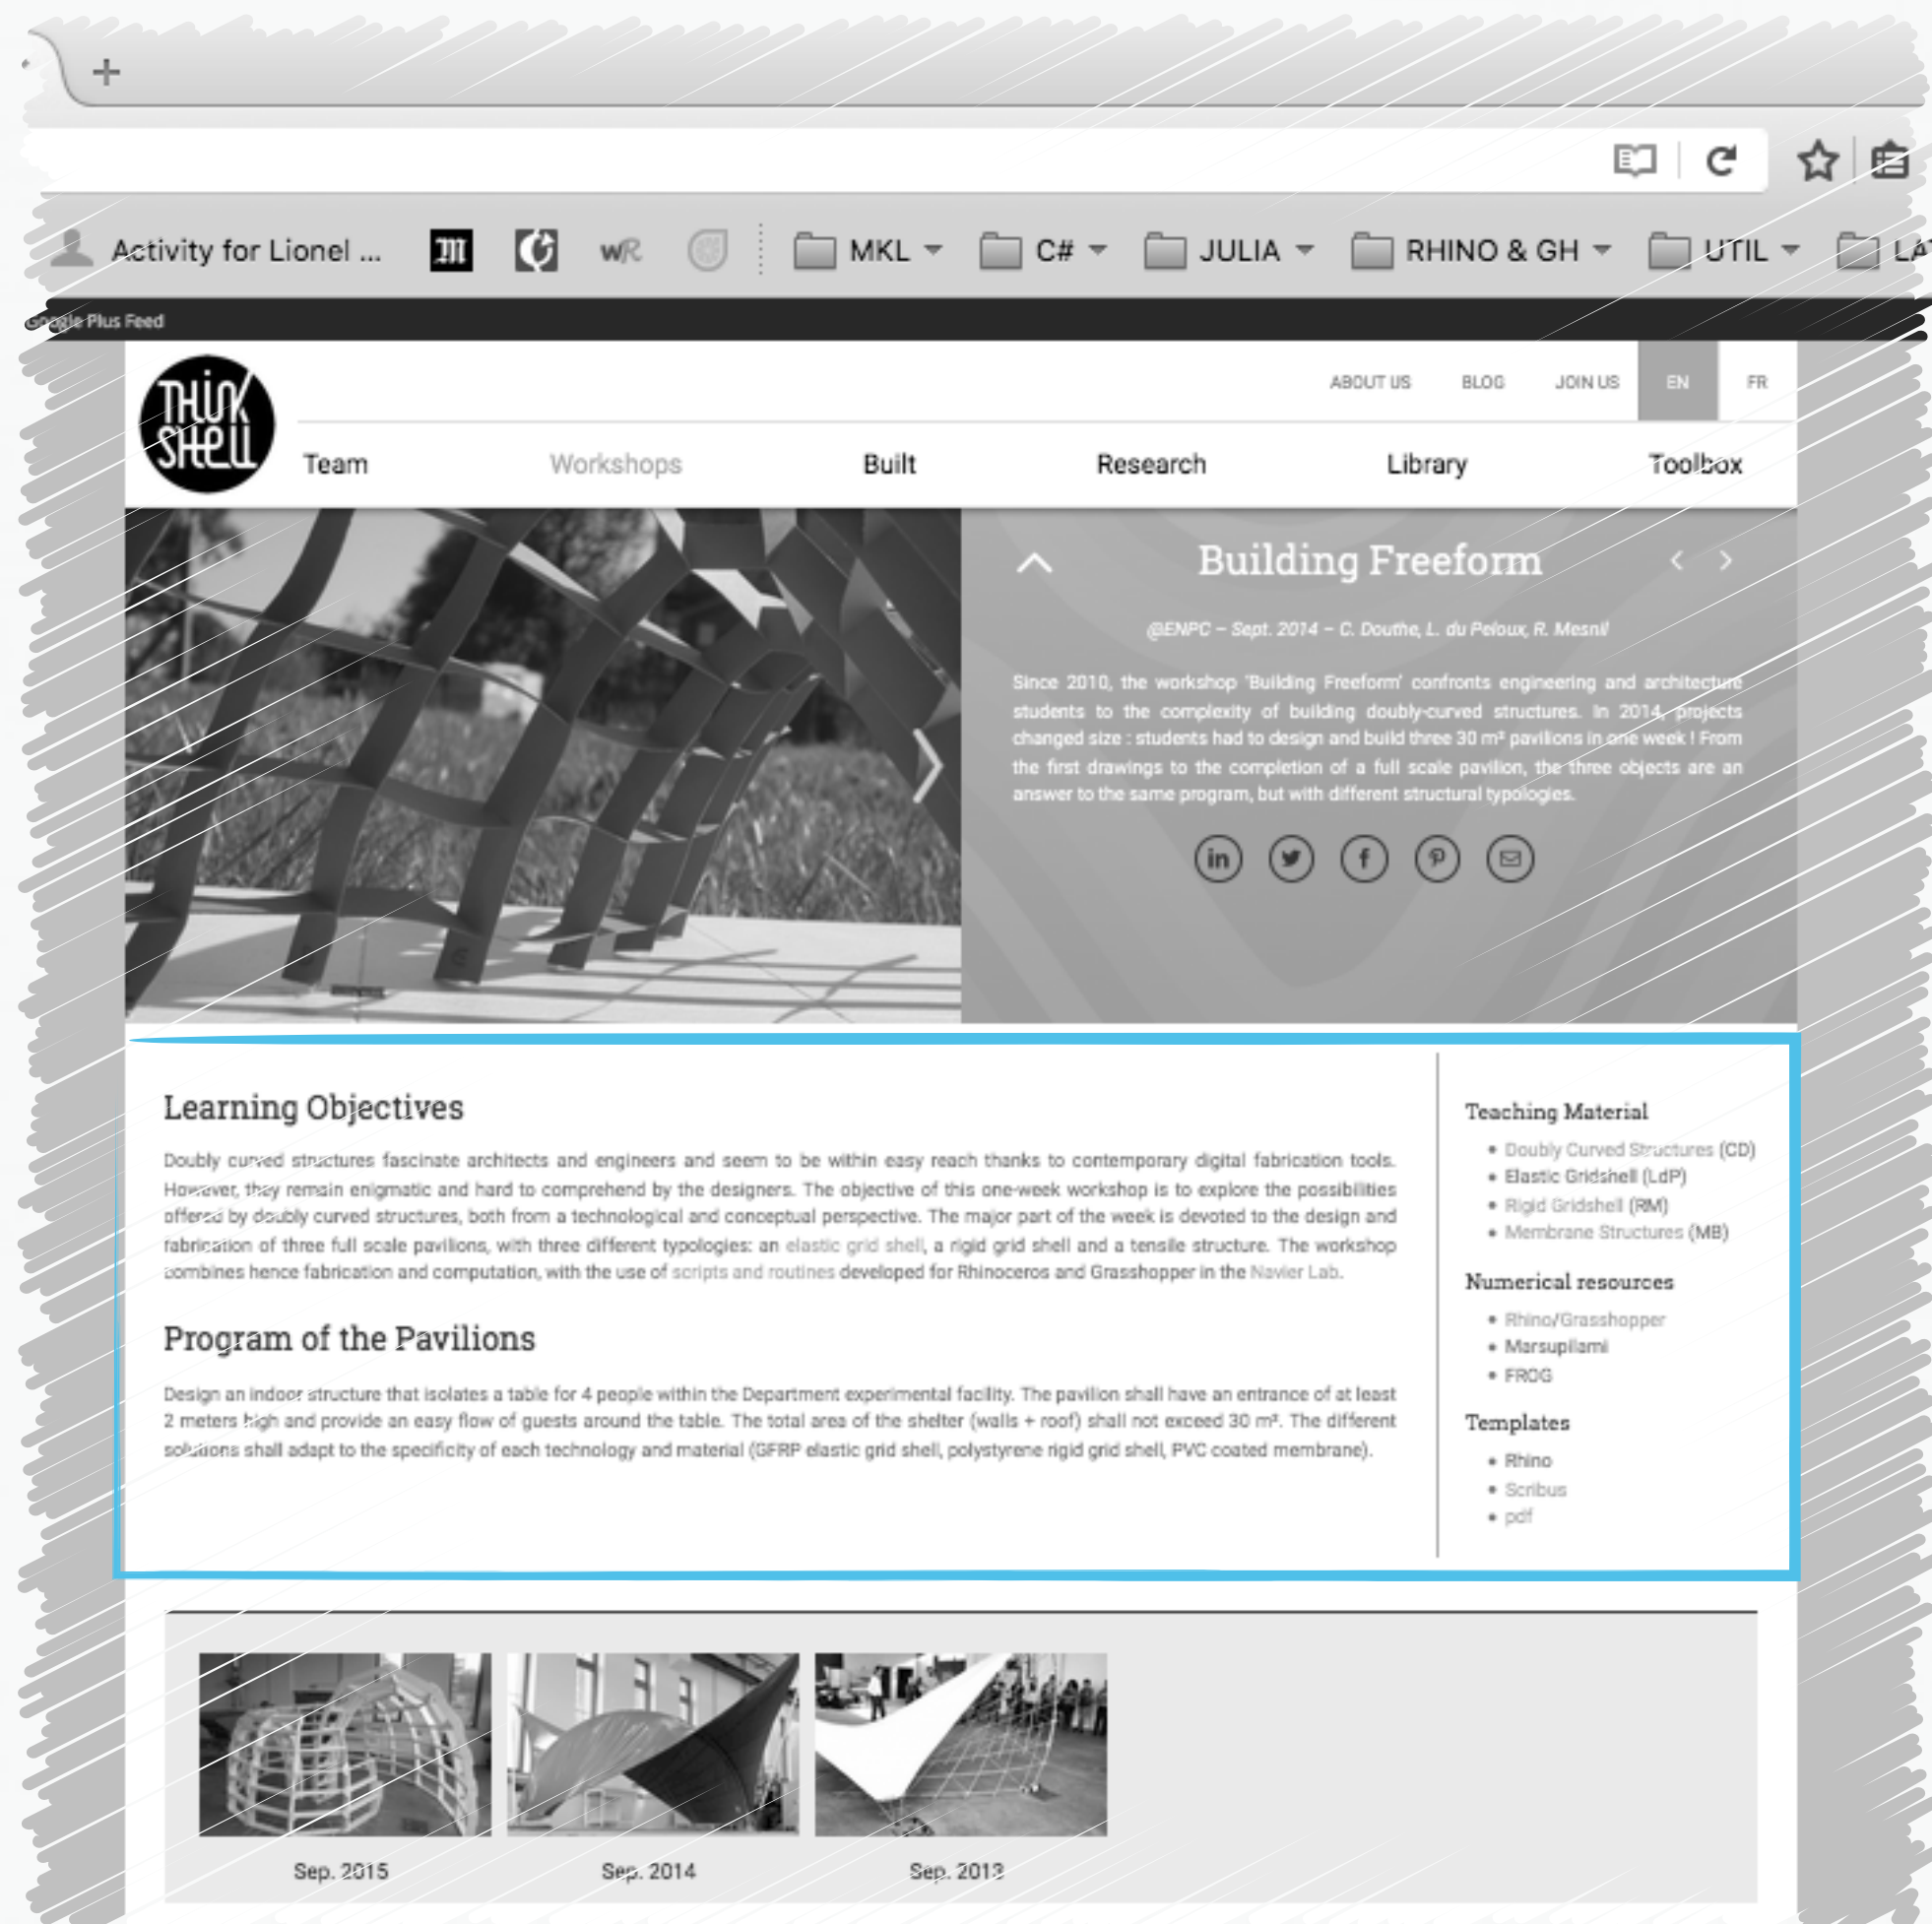 Activity for Lionel ... MKL C# JULIA RHINO & GH UTIL LA
Google Plus Feed
THiNK
SHell
ABOUT US BLOG JOIN US EN FR
Team Workshops Built Research Library Toolbox
Building Freeform
@ENPC – Sept. 2014 – C. Douthe, L. du Peloux, R. Mesnil
Since 2010, the workshop 'Building Freeform' confronts engineering and architecture
students to the complexity of building doubly-curved structures. In 2014, projects
changed size : students had to design and build three 30 m² pavilions in one week ! From
the first drawings to the completion of a full scale pavilion, the three objects are an
answer to the same program, but with different structural typologies.
Learning Objectives
Doubly curved structures fascinate architects and engineers and seem to be within easy reach thanks to contemporary digital fabrication tools.
However, they remain enigmatic and hard to comprehend by the designers. The objective of this one-week workshop is to explore the possibilities
offered by doubly curved structures, both from a technological and conceptual perspective. The major part of the week is devoted to the design and
fabrication of three full scale pavilions, with three different typologies: an elastic grid shell, a rigid grid shell and a tensile structure. The workshop
combines hence fabrication and computation, with the use of scripts and routines developed for Rhinoceros and Grasshopper in the Navier Lab.
Program of the Pavilions
Design an indoor structure that isolates a table for 4 people within the Department experimental facility. The pavilion shall have an entrance of at least
2 meters high and provide an easy flow of guests around the table. The total area of the shelter (walls + roof) shall not exceed 30 m². The different
solutions shall adapt to the specificity of each technology and material (GFRP elastic grid shell, polystyrene rigid grid shell, PVC coated membrane).
Teaching Material
• Doubly Curved Structures (CD)
• Elastic Gridshell (LdP)
• Rigid Gridshell (RM)
• Membrane Structures (MB)
Numerical resources
• Rhino/Grasshopper
• Marsupilami
• FROG
Templates
• Rhino
• Scribus
• pdf
Sep. 2015 Sep. 2014 Sep. 2013